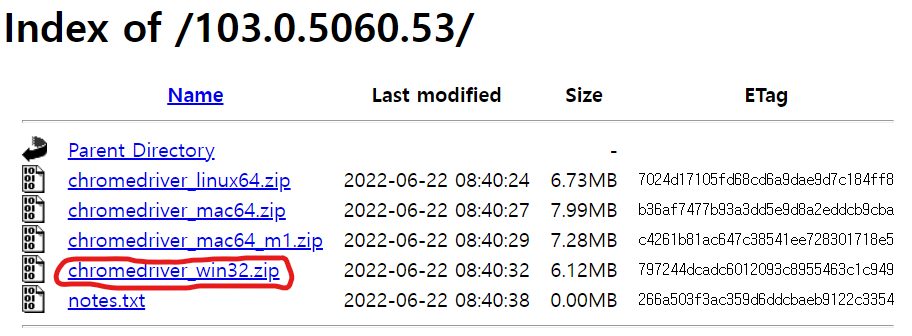 Index of /103.0.5060.53/
Name Last modified Size ETag
Parent Directory -
chromedriver_linux64.zip 2022-06-22 08:40:24 6.73MB 7024d17105fd68cd6a9dae9d7c184ff8
chromedriver_mac64.zip 2022-06-22 08:40:27 7.99MB b36af7477b93a3dd5e9d8a2eddcb9cba
chromedriver_mac64_m1.zip 2022-06-22 08:40:29 7.28MB c4261b81ac647c38541ee728301718e5
chromedriver_win32.zip 2022-06-22 08:40:32 6.12MB 797244dcadc6012093c8955463c1c949
notes.txt 2022-06-22 08:40:38 0.00MB 266a503f3ac359d6ddcbaeb9122c3354